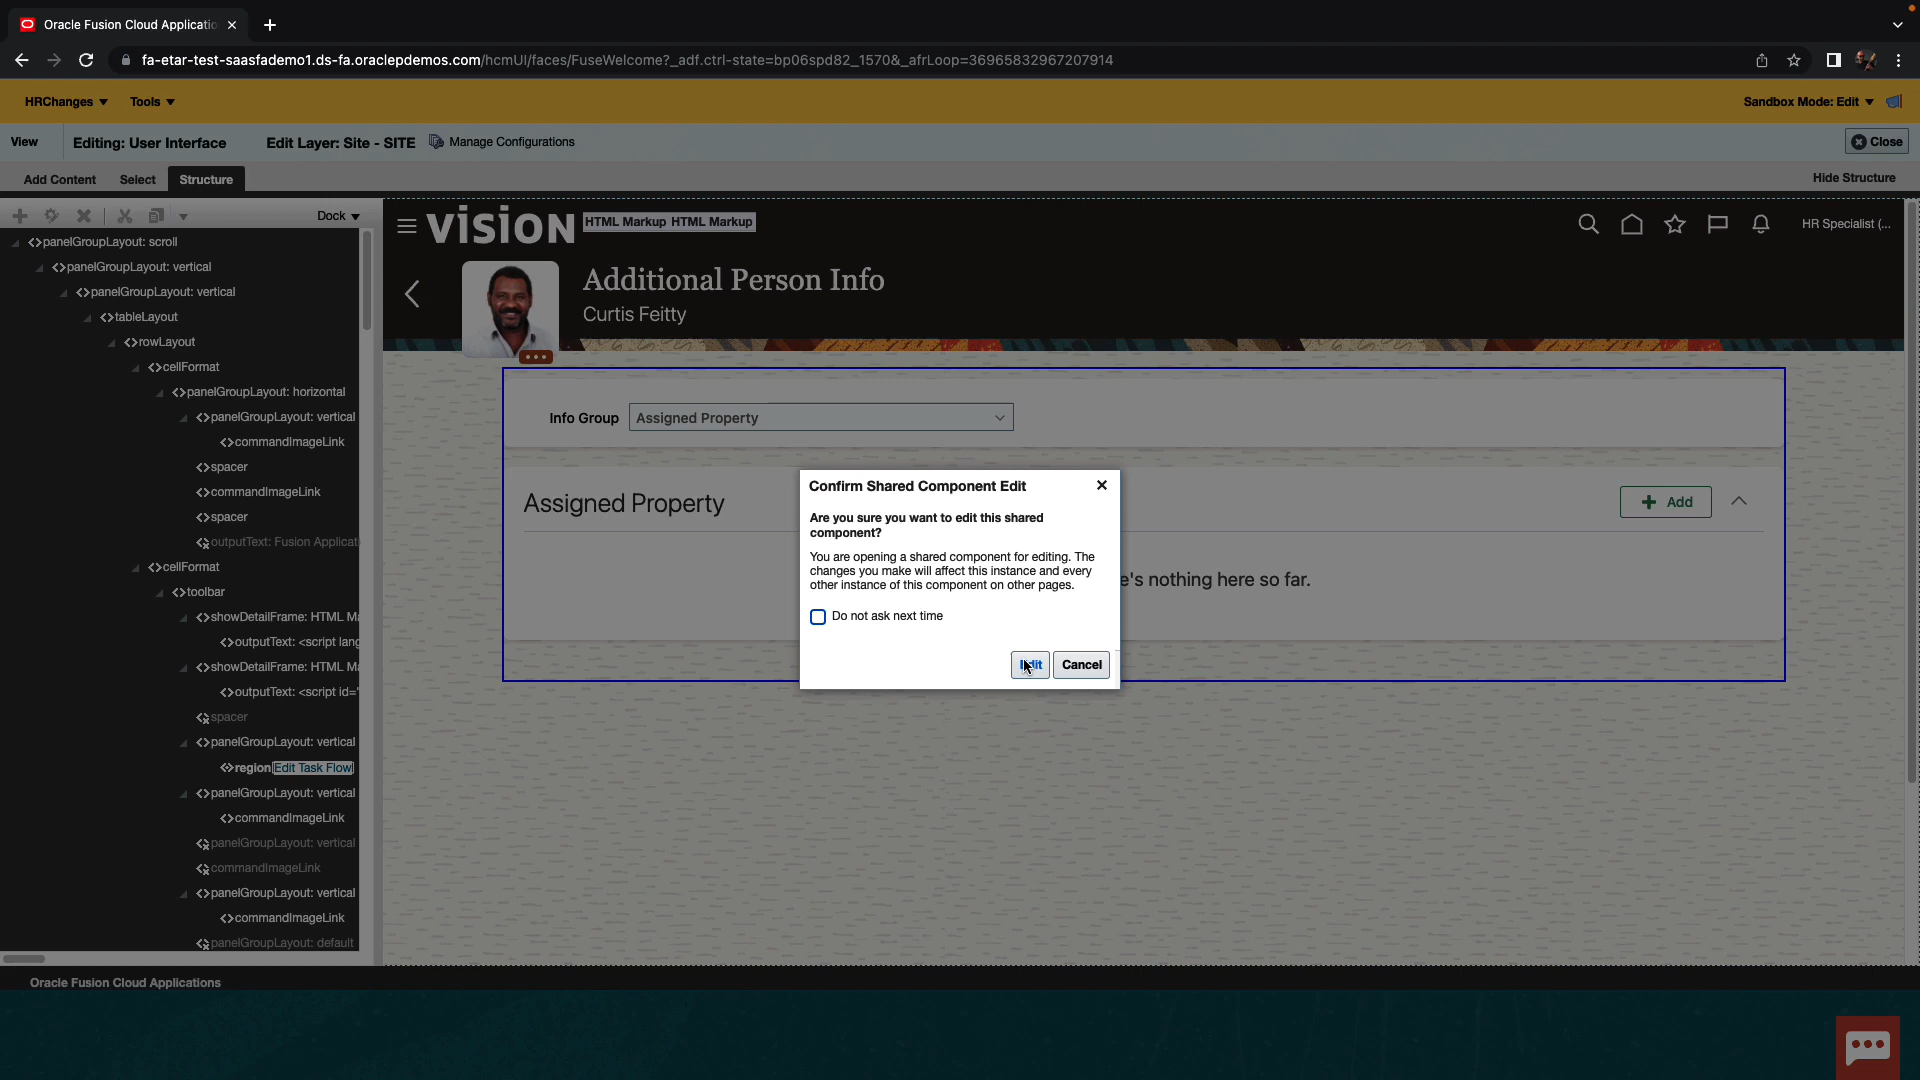 Oracle Fusion Cloud Applicatio
fa-etar-test-saasfademo1.ds-fa.oraclepdemos.com/hcmUI/faces/FuseWelcome?_adf.ctrl-state=bp06spd82_1570&_afrLoop=36965832967207914
HRChanges Tools Sandbox Mode: Edit
View Editing: User Interface Edit Layer: Site - SITE Manage Configurations Close
Add Content Select Structure Hide Structure
Dock
panelGroupLayout: scroll
panelGroupLayout: vertical
panelGroupLayout: vertical
tableLayout
rowLayout
cellFormat
panelGroupLayout: horizontal
panelGroupLayout: vertical
commandImageLink
spacer
commandImageLink
spacer
outputText: Fusion Applicat
cellFormat
toolbar
showDetailFrame: HTML Ma
outputText: <script lang
showDetailFrame: HTML Ma
outputText: <script id="
spacer
panelGroupLayout: vertical
region Edit Task Flow
panelGroupLayout: vertical
commandImageLink
panelGroupLayout: vertical
commandImageLink
panelGroupLayout: vertical
commandImageLink
panelGroupLayout: default
VISION HTML Markup HTML Markup HR Specialist (...
Additional Person Info
Curtis Feitty
Info Group Assigned Property
Assigned Property Add
e's nothing here so far.
Confirm Shared Component Edit
Are you sure you want to edit this shared
component?
You are opening a shared component for editing. The
changes you make will affect this instance and every
other instance of this component on other pages.
Do not ask next time
Edit Cancel
Oracle Fusion Cloud Applications